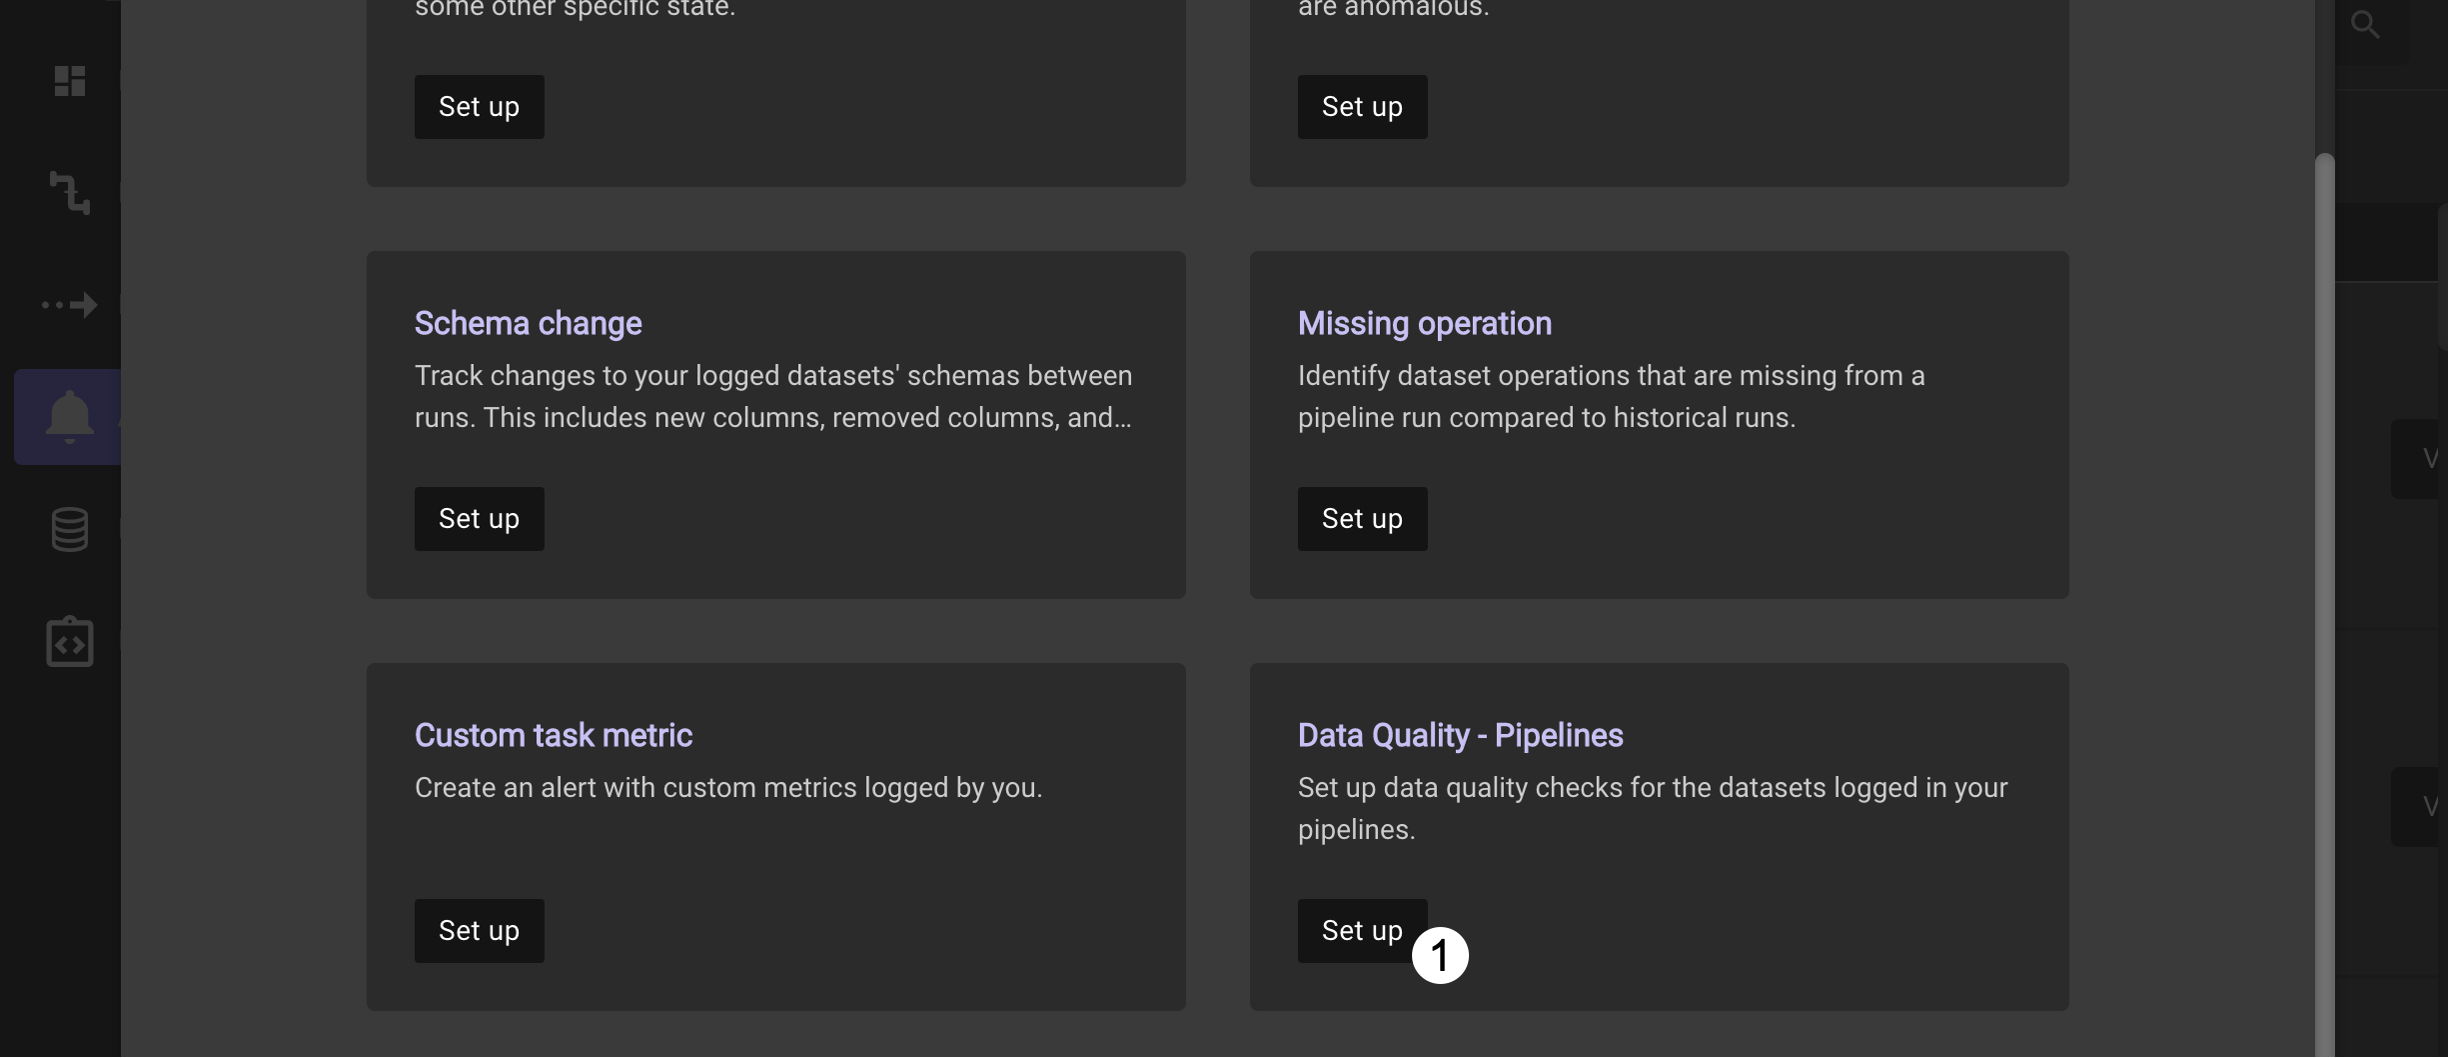 some other specific state.
are anomalous.
Set up
Set up
Schema change
Track changes to your logged datasets' schemas between
runs. This includes new columns, removed columns, and...
Set up
Missing operation
Identify dataset operations that are missing from a
pipeline run compared to historical runs.
Set up
Custom task metric
Create an alert with custom metrics logged by you.
Set up
Data Quality - Pipelines
Set up data quality checks for the datasets logged in your
pipelines.
Set up
1